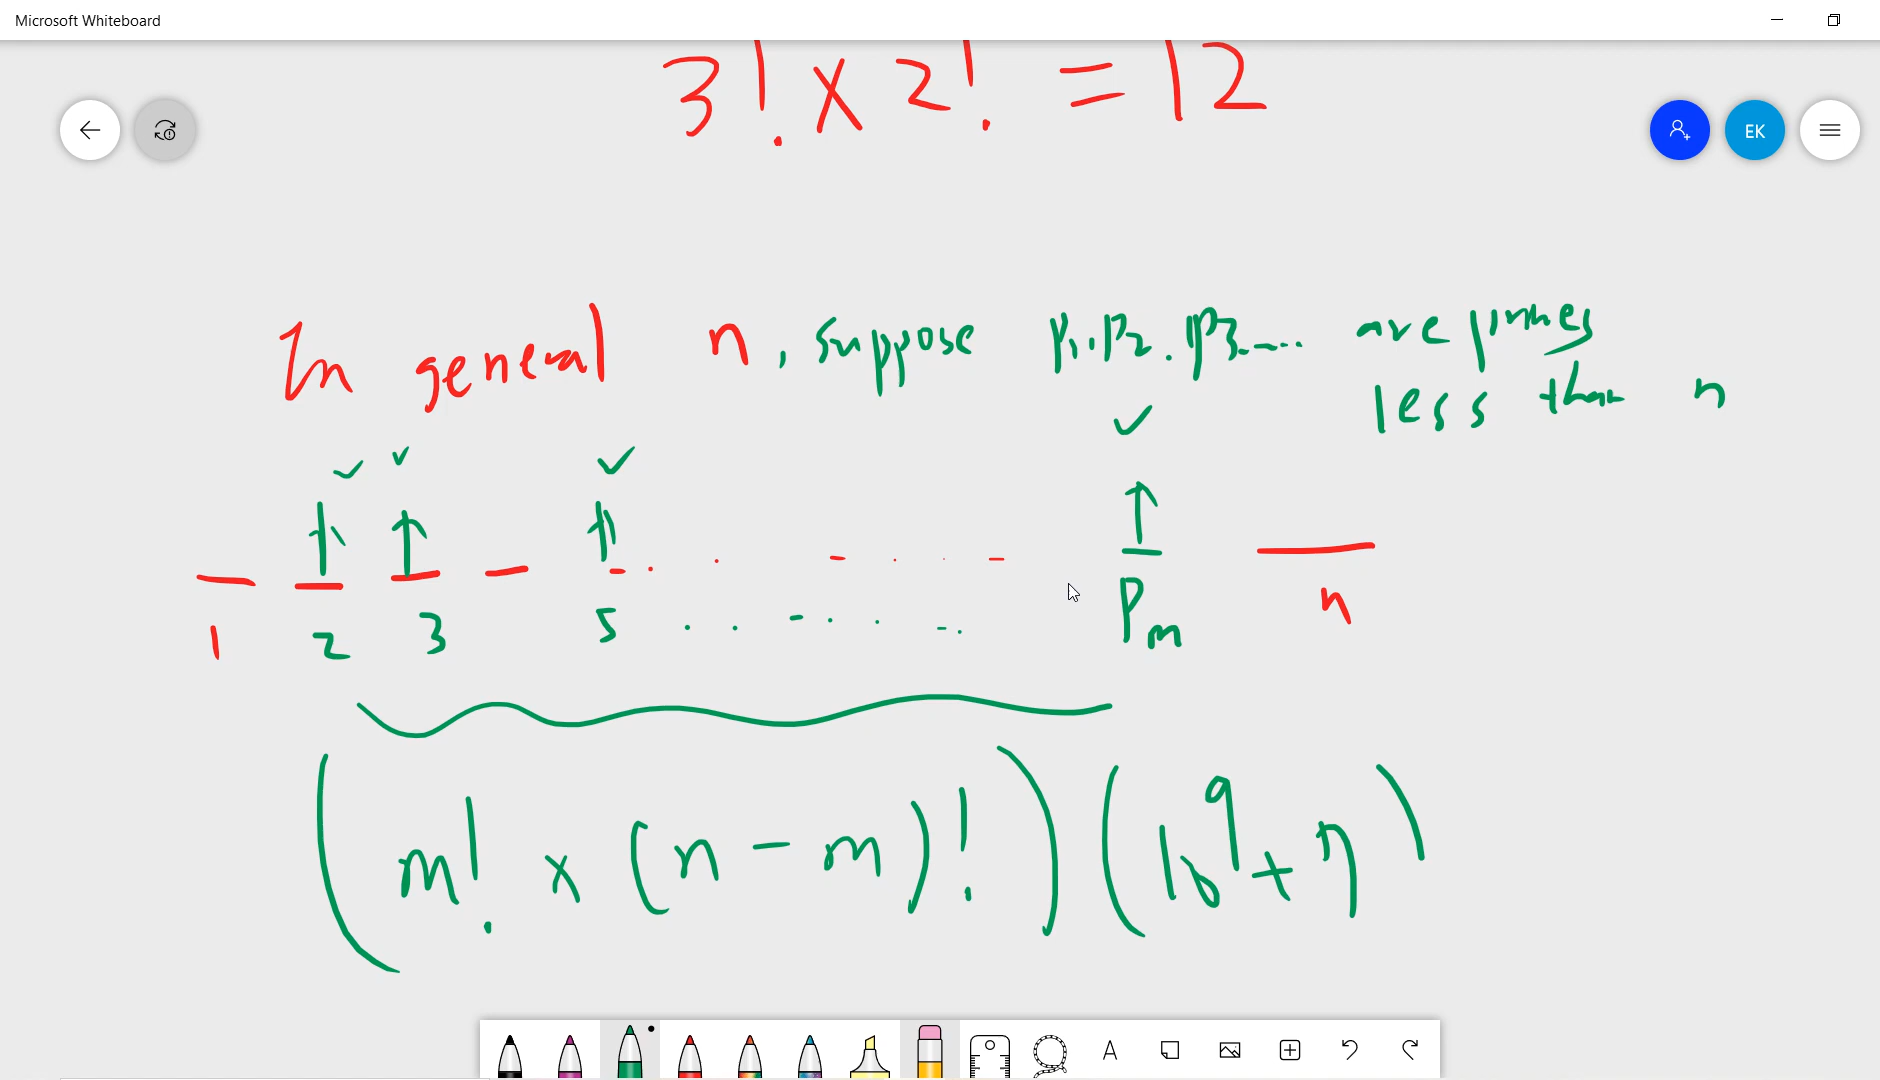 Microsoft Whiteboard
3! x 2! = 12
EK
In general n, suppose p1, p2, p3, .... are primes
less than n
1 2 3 5 . . - . . - . Pm n
(m! x (n - m)!) (10^9 + 7)
A